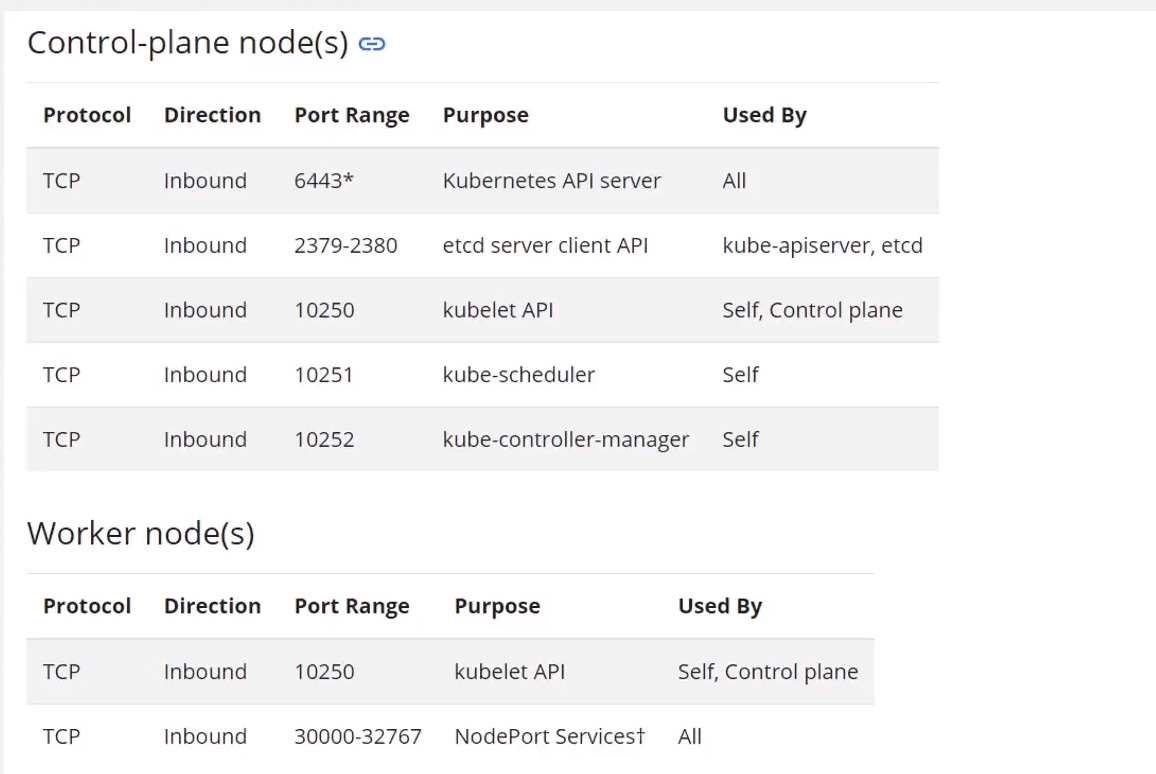 Control-plane node(s)
Protocol Direction Port Range Purpose Used By
TCP Inbound 6443* Kubernetes API server All
TCP Inbound 2379-2380 etcd server client API kube-apiserver, etcd
TCP Inbound 10250 kubelet API Self, Control plane
TCP Inbound 10251 kube-scheduler Self
TCP Inbound 10252 kube-controller-manager Self
Worker node(s)
Protocol Direction Port Range Purpose Used By
TCP Inbound 10250 kubelet API Self, Control plane
TCP Inbound 30000-32767 NodePort Services† All